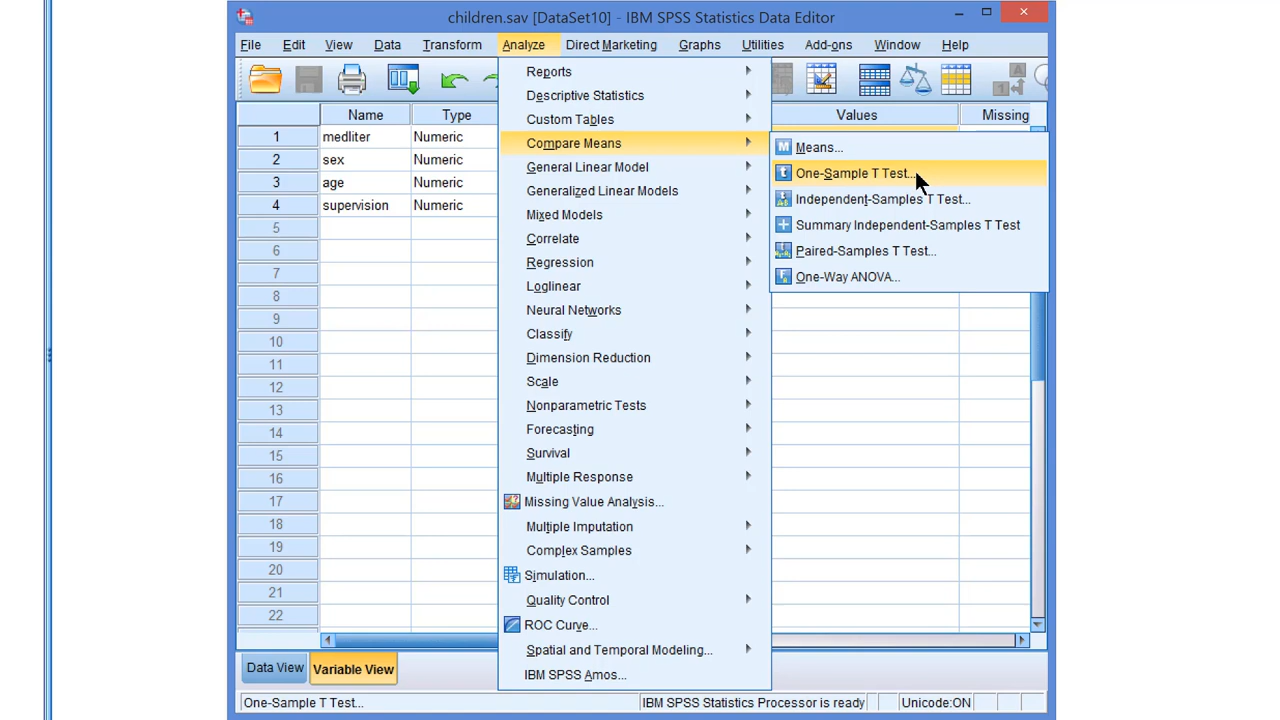 children.sav [DataSet10] - IBM SPSS Statistics Data Editor
File Edit View Data Transform Analyze Direct Marketing Graphs Utilities Add-ons Window Help
Name Type Values Missing
1 medliter Numeric
2 sex Numeric
3 age Numeric
4 supervision Numeric
5
6
7
8
9
10
11
12
13
14
15
16
17
18
19
20
21
22
Reports
Descriptive Statistics
Custom Tables
Compare Means
General Linear Model
Generalized Linear Models
Mixed Models
Correlate
Regression
Loglinear
Neural Networks
Classify
Dimension Reduction
Scale
Nonparametric Tests
Forecasting
Survival
Multiple Response
Missing Value Analysis...
Multiple Imputation
Complex Samples
Simulation...
Quality Control
ROC Curve...
Spatial and Temporal Modeling...
IBM SPSS Amos...
Means...
One-Sample T Test...
Independent-Samples T Test...
Summary Independent-Samples T Test
Paired-Samples T Test...
One-Way ANOVA...
Data View Variable View
One-Sample T Test... IBM SPSS Statistics Processor is ready Unicode:ON